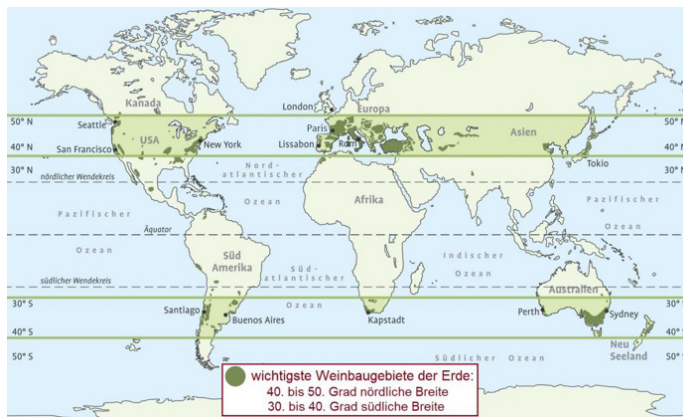 Kanada
London
Europa
50° N
50° N
Seattle
Paris
USA
Asien
New York
40° N
San Francisco
Lissabon
Rom
40° N
Tokio
30° N
Nord-
atlantischer
Ozean
30° N
nördlicher Wendekreis
Afrika
Pazifischer
Ozean
Pazifischer
Ozean
Äquator
Süd
Amerika
Süd-
atlantischer
Ozean
Indischer
Ozean
südlicher Wendekreis
Australien
30° S
30° S
Santiago
Buenos Aires
Kapstadt
Perth
Sydney
40° S
40° S
Neu
Seeland
50° S
50° S
Südlicher Ozean
wichtigste Weinbaugebiete der Erde:
40. bis 50. Grad nördliche Breite
30. bis 40. Grad südliche Breite